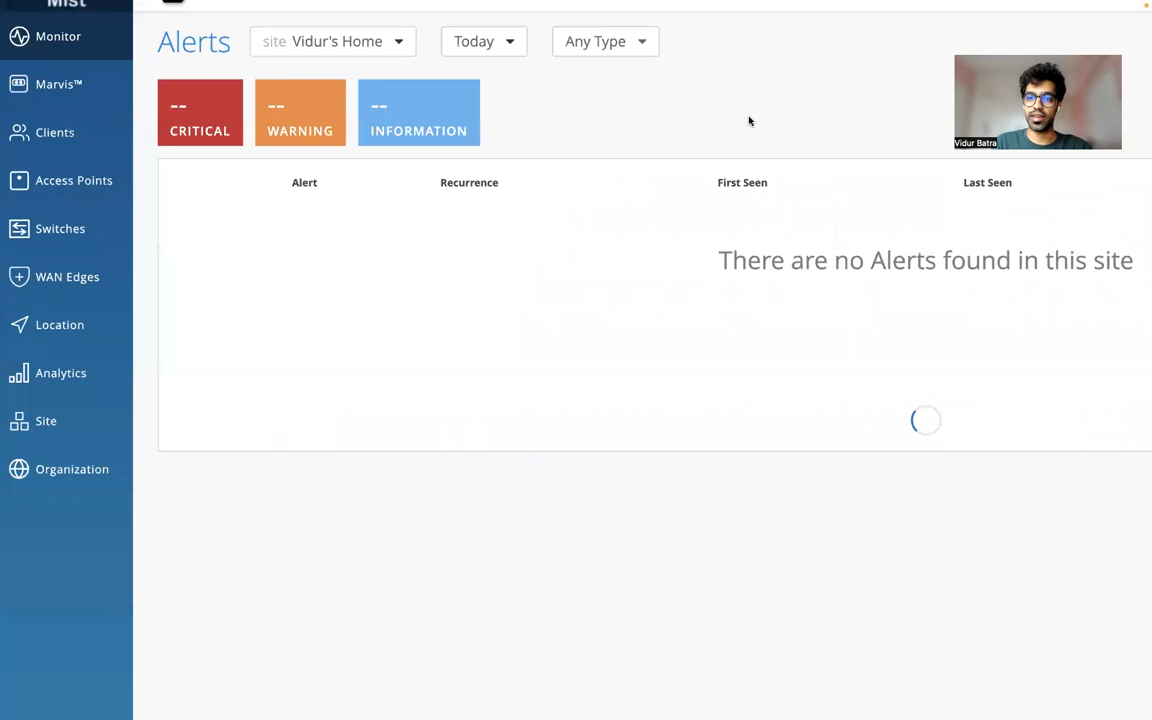 Mist
Monitor
Alerts
site Vidur's Home
Today
Any Type
Marvis™
-- CRITICAL
-- WARNING
-- INFORMATION
Vidur Batra
Clients
Access Points
Alert
Recurrence
First Seen
Last Seen
Switches
There are no Alerts found in this site
WAN Edges
Location
Analytics
Site
Organization